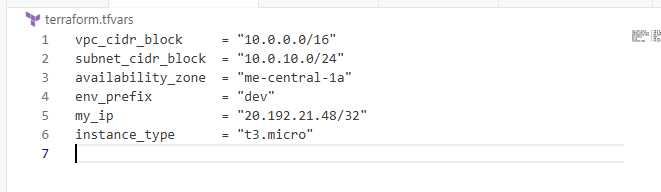 terraform.tfvars
1 vpc_cidr_block = "10.0.0.0/16"
2 subnet_cidr_block = "10.0.10.0/24"
3 availability_zone = "me-central-1a"
4 env_prefix = "dev"
5 my_ip = "20.192.21.48/32"
6 instance_type = "t3.micro"
7